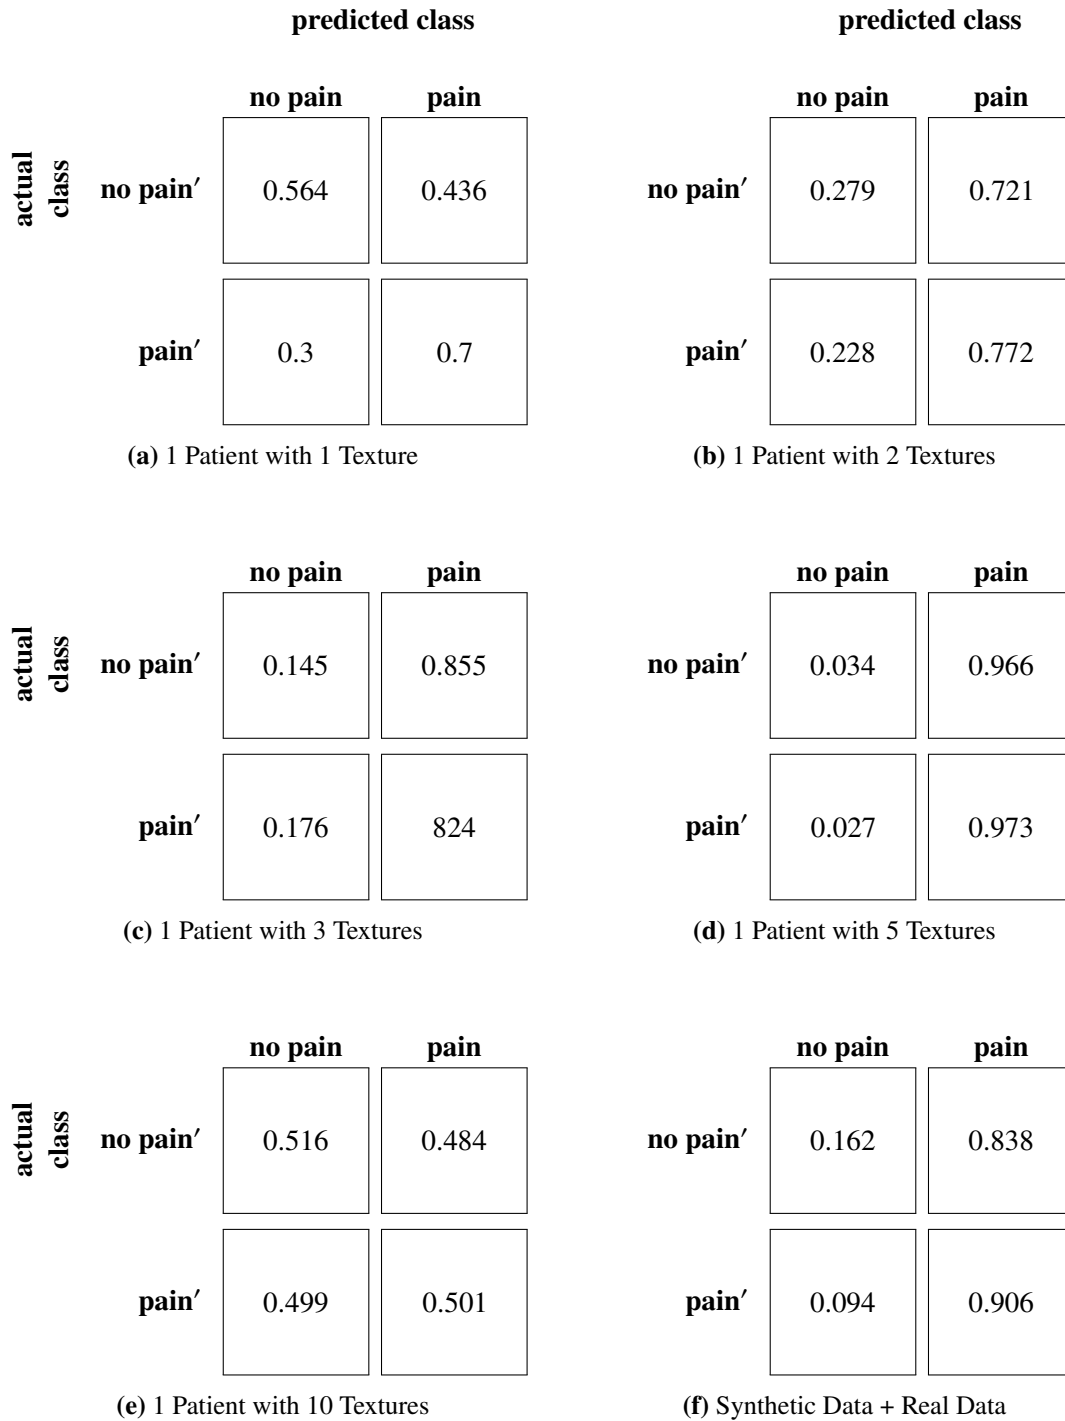 predicted class predicted class
no pain pain no pain pain
actual
class
no pain′ 0.564 0.436 no pain′ 0.279 0.721
pain′ 0.3 0.7 pain′ 0.228 0.772
(a) 1 Patient with 1 Texture (b) 1 Patient with 2 Textures
no pain pain no pain pain
actual
class
no pain′ 0.145 0.855 no pain′ 0.034 0.966
pain′ 0.176 824 pain′ 0.027 0.973
(c) 1 Patient with 3 Textures (d) 1 Patient with 5 Textures
no pain pain no pain pain
actual
class
no pain′ 0.516 0.484 no pain′ 0.162 0.838
pain′ 0.499 0.501 pain′ 0.094 0.906
(e) 1 Patient with 10 Textures (f) Synthetic Data + Real Data